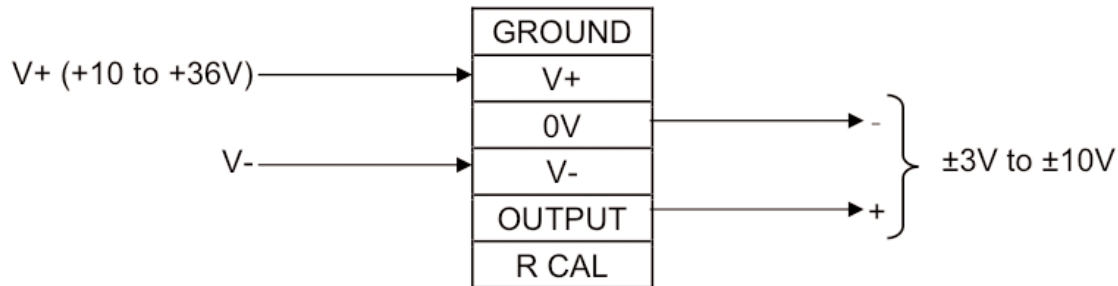 GROUND
V+ (+10 to +36V)
V+
0V
-
V-
V-
±3V to ±10V
OUTPUT
+
R CAL